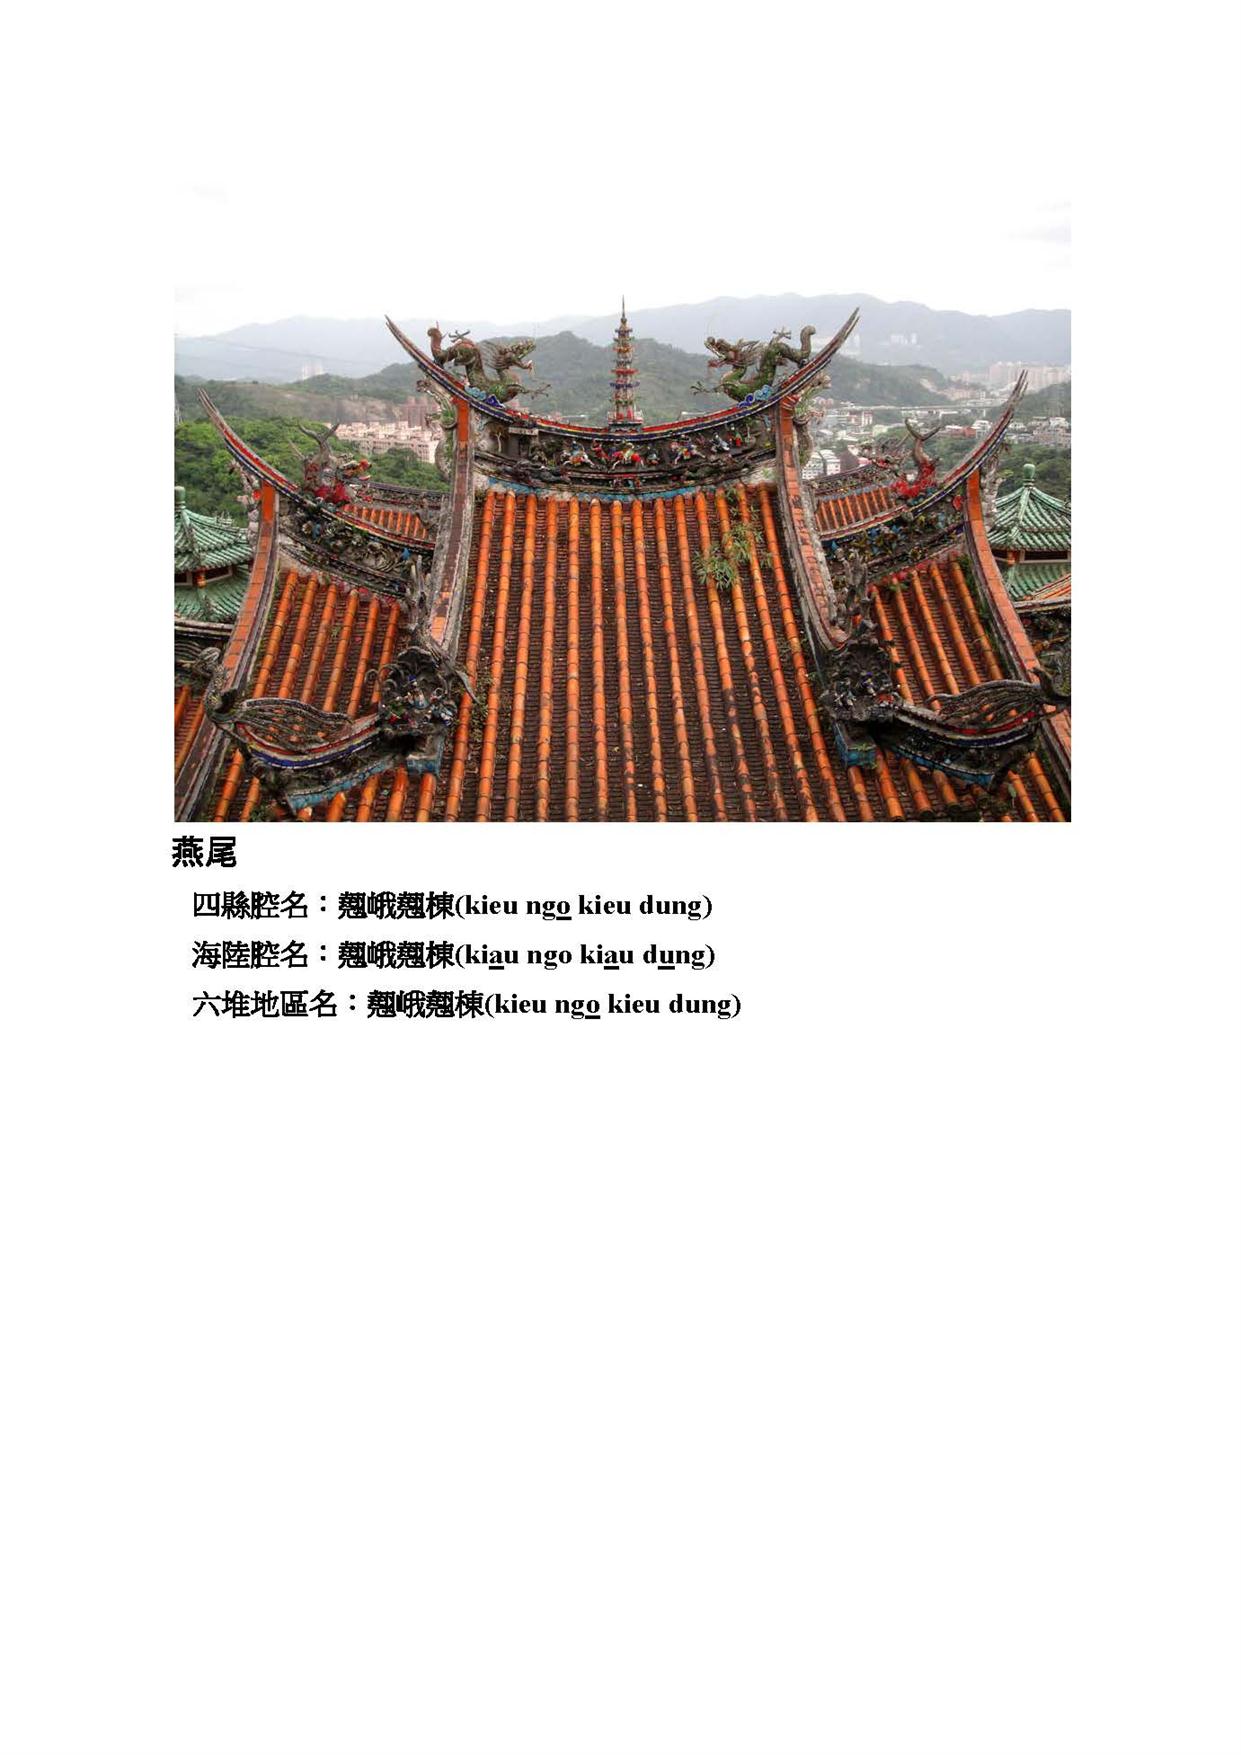 燕尾
四縣腔名：翹峨翹棟(kieu ngo kieu dung)
海陸腔名：翹峨翹棟(kiau ngo kiau dung)
六堆地區名：翹峨翹棟(kieu ngo kieu dung)